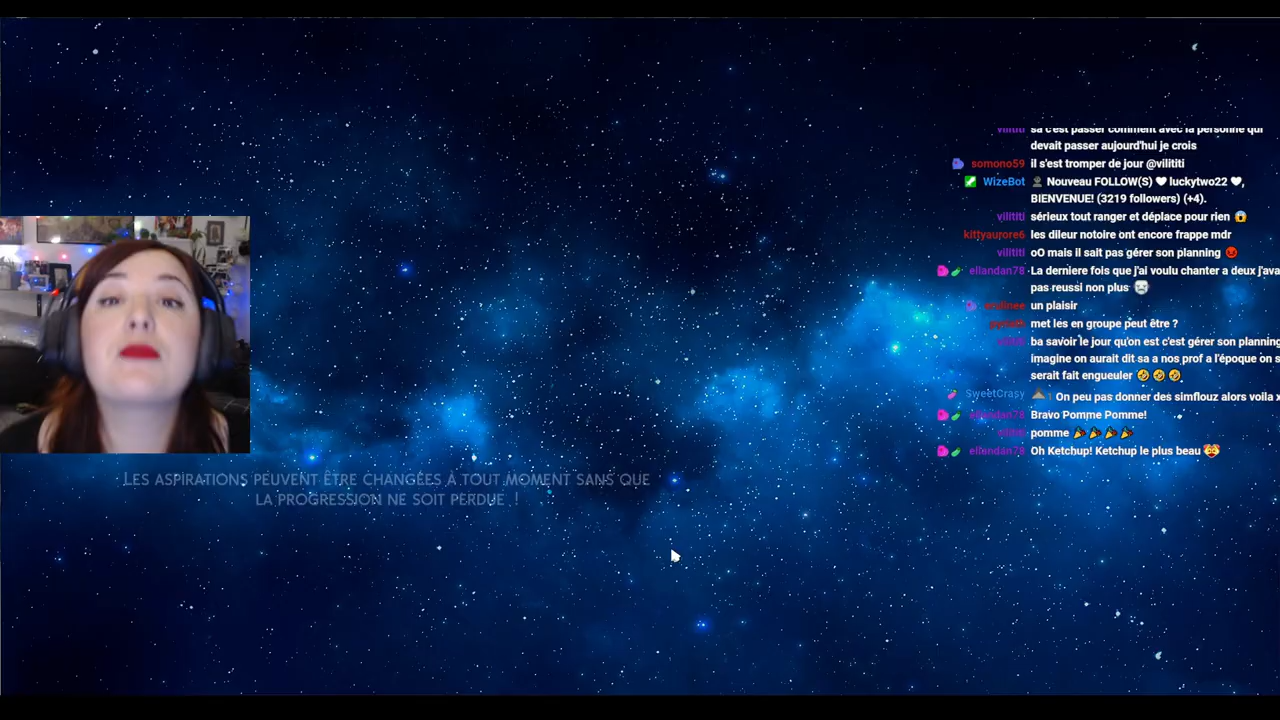 vilititi sa c'est passer comment avec la personne qui
devait passer aujourd'hui je crois
somono59 il s'est tromper de jour @vilititi
WizeBot Nouveau FOLLOW(S) ♥ luckytwo22 ♥,
BIENVENUE! (3219 followers) (+4).
vilititi sérieux tout ranger et déplace pour rien 😱
kittyaurore6 les dileur notoire ont encore frappe mdr
vilititi oO mais il sait pas gérer son planning 😡
ellandan78 La derniere fois que j'ai voulu chanter a deux j'ava
pas reussi non plus
un plaisir
met les en groupe peut être ?
vilititi ba savoir le jour qu'on est c'est gérer son planning
imagine on aurait dit sa a nos prof a l'époque on s
serait fait engueuler 🤣 🤣 🤣
SweetCrasy On peu pas donner des simflouz alors voila x
ellandan78 Bravo Pomme Pomme!
vilititi pomme 🎉 🎉 🎉 🎉
ellandan78 Oh Ketchup! Ketchup le plus beau
LES ASPIRATIONS PEUVENT ÊTRE CHANGÉES À TOUT MOMENT SANS QUE
LA PROGRESSION NE SOIT PERDUE !